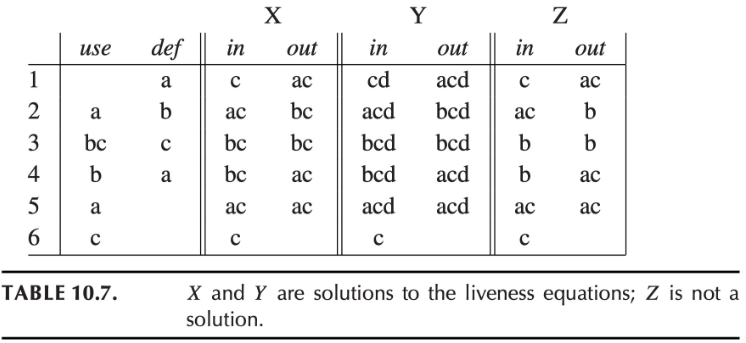 X Y Z
use def in out in out in out
1 a c ac cd acd c ac
2 a b ac bc acd bcd ac b
3 bc c bc bc bcd bcd b b
4 b a bc ac bcd acd b ac
5 a ac ac acd acd ac ac
6 c c c c
TABLE 10.7. X and Y are solutions to the liveness equations; Z is not a
solution.